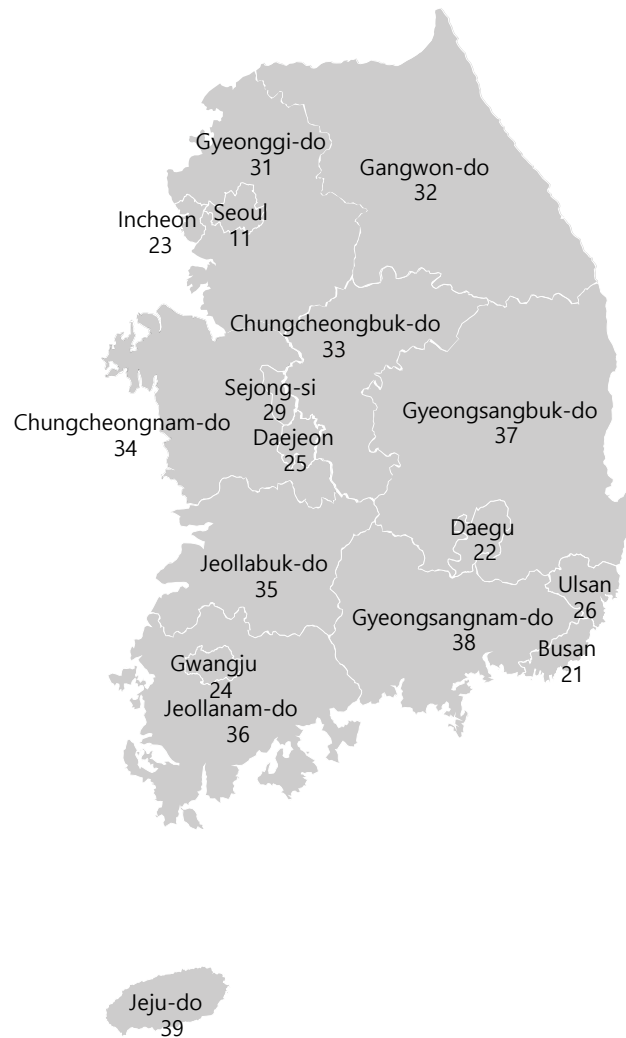 Gyeonggi-do
31
Gangwon-do
32
Incheon
23
Seoul
11
Chungcheongbuk-do
33
Sejong-si
29
Chungcheongnam-do
34
Daejeon
25
Gyeongsangbuk-do
37
Daegu
22
Jeollabuk-do
35
Ulsan
26
Gyeongsangnam-do
38
Busan
21
Gwangju
24
Jeollanam-do
36
Jeju-do
39